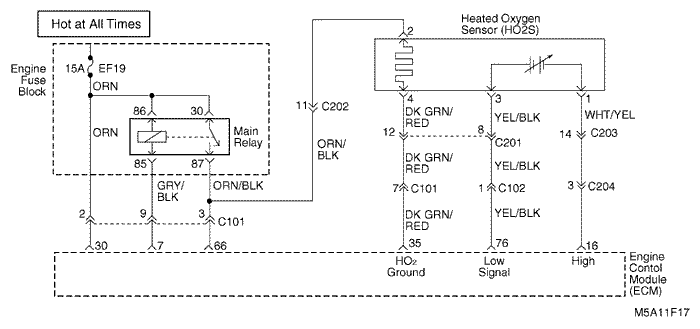 Hot at All Times
Heated Oxygen
Sensor (HO2S)
2
Engine
Fuse
Block
15A EF19
ORN
86 30
ORN
Main
Relay
85 87
GRY/
BLK
ORN/BLK
11 C202
ORN/
BLK
4 3 1
DK GRN/
RED
YEL/BLK
WHT/YEL
12 8 C201
14 C203
DK GRN/
RED
YEL/BLK
7 C101
1 C102
3 C204
DK GRN/
RED
YEL/BLK
2 9 3 C101
30 7 66 35 76 16
HO2
Ground
Low
Signal
High
Engine
Contol
Module
(ECM)
M5A11F17